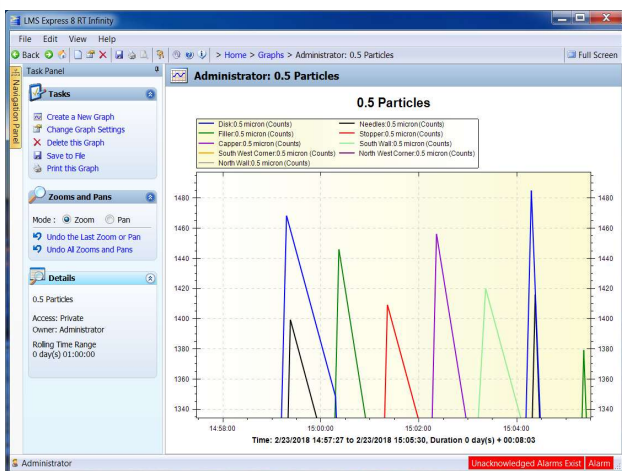 LMS Express 8 RT Infinity
File Edit View Help
Back > Home > Graphs > Administrator: 0.5 Particles Full Screen
Navigation Panel
Task Panel
Tasks
Create a New Graph
Change Graph Settings
Delete this Graph
Save to File
Print this Graph
Zooms and Pans
Mode : Zoom Pan
Undo the Last Zoom or Pan
Undo All Zooms and Pans
Details
0.5 Particles
Access: Private
Owner: Administrator
Rolling Time Range
0 day(s) 01:00:00
Administrator: 0.5 Particles
0.5 Particles
Disk:0.5 micron (Counts) Needles:0.5 micron (Counts)
Filler:0.5 micron (Counts) Stopper:0.5 micron (Counts)
Capper:0.5 micron (Counts) South Wall:0.5 micron (Counts)
South West Corner:0.5 micron (Counts) North West Corner:0.5 micron (Counts)
North Wall:0.5 micron (Counts)
1480 1480
1460 1460
1440 1440
1420 1420
1400 1400
1380 1380
1360 1360
1340 1340
14:58:00 15:00:00 15:02:00 15:04:00
Time: 2/23/2018 14:57:27 to 2/23/2018 15:05:30, Duration 0 day(s) + 00:08:03
Administrator Unacknowledged Alarms Exist Alarm